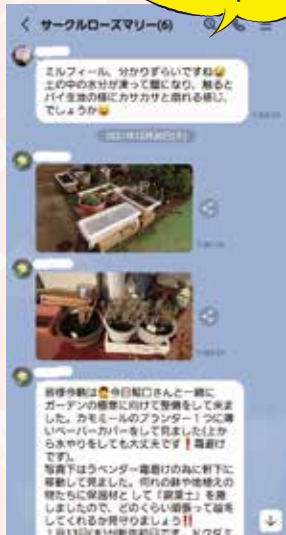 サークルローズマリー(6)
ミルフィール、分かりずらいですね
土の中の水分が凍って層になり、触ると
パイ生地の様にカサカサと崩れる感じ、
でしょうか
皆様今朝は 今日堀口さんと一緒に
ガーデンの極寒に向けて整備をして来ま
した。カモミールのプランター1つに薄
いペーパーカバーをして見ました(上か
ら水やりをしても大丈夫です 霜避け
です)。
写真下はラベンダー霜避けの為に軒下に
移動して見ました。何れの鉢や地植えの
物たちに保温材として「腐葉土」を施
しましたので、どのくらい頑張って越冬
してくれるか見守りましょう